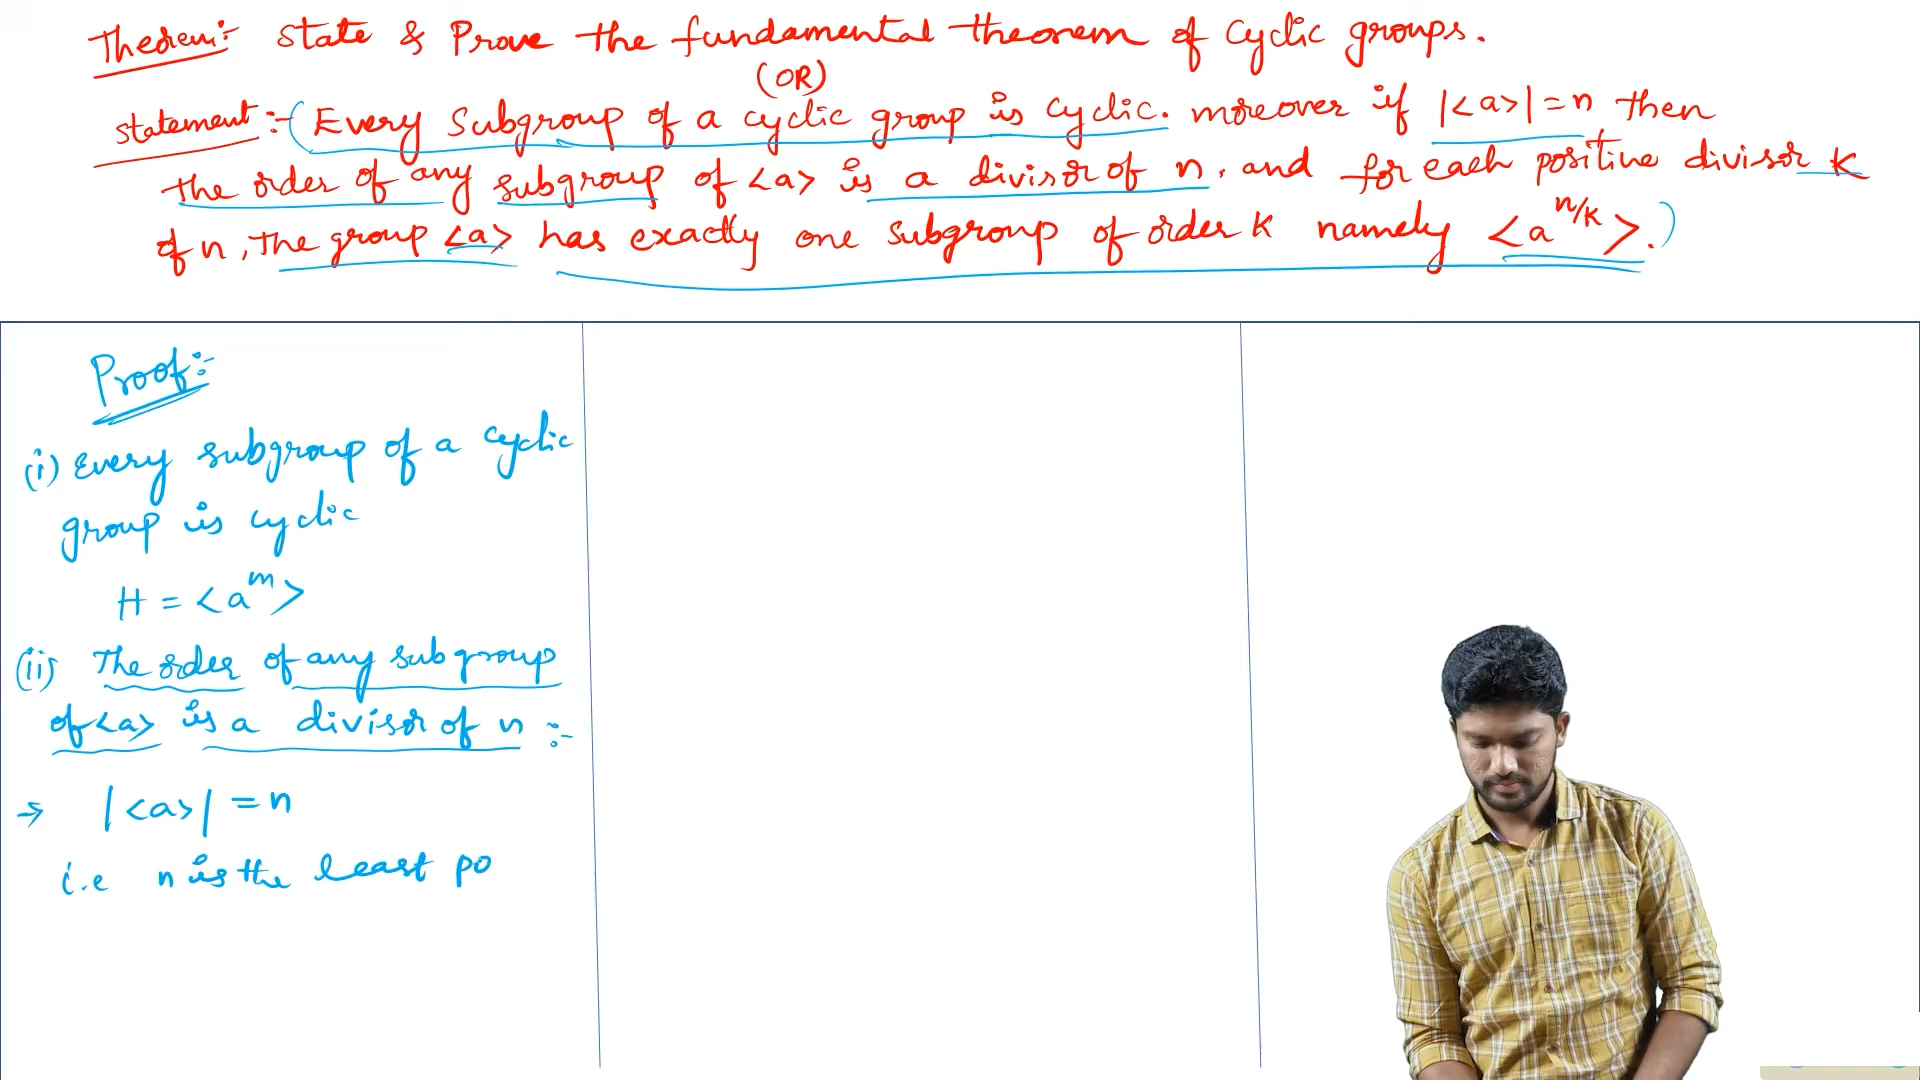 Theorem:- State & Prove the fundamental theorem of cyclic groups.
(OR)
Statement:- (Every Subgroup of a cyclic group is cyclic. moreover if |<a>| = n then
the order of any subgroup of <a> is a divisor of n, and for each positive divisor K
of n, the group <a> has exactly one subgroup of order K namely <a^{n/K}>.)
Proof:-
(i) Every subgroup of a cyclic
group is cyclic
H = <a^m>
(ii) The order of any subgroup
of <a> is a divisor of n :-
→ |<a>| = n
i.e n is the least po